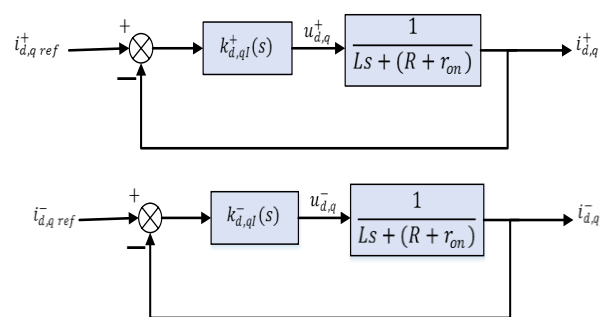 +
i⁺d,q ref
k⁺d,qI(s)
u⁺d,q
1
Ls + (R + rₒₙ)
i⁺d,q
−
+
i⁻d,q ref
k⁻d,qI(s)
u⁻d,q
1
Ls + (R + rₒₙ)
i⁻d,q
−